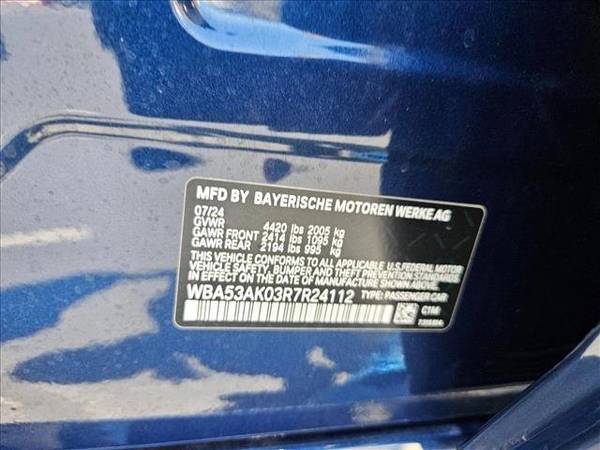 MFD BY BAYERISCHE MOTOREN WERKE AG
07/24
GVWR 4420 lbs 2005 kg
GAWR FRONT 2414 lbs 1095 kg
GAWR REAR 2194 lbs 995 kg
THIS VEHICLE CONFORMS TO ALL APPLICABLE U.S. FEDERAL MOTOR
VEHICLE SAFETY, BUMPER AND THEFT PREVENTION STANDARDS
IN EFFECT ON THE DATE OF MANUFACTURE SHOWN ABOVE.
WBA53AK03R7R24112 TYPE: PASSENGER CAR
C1M